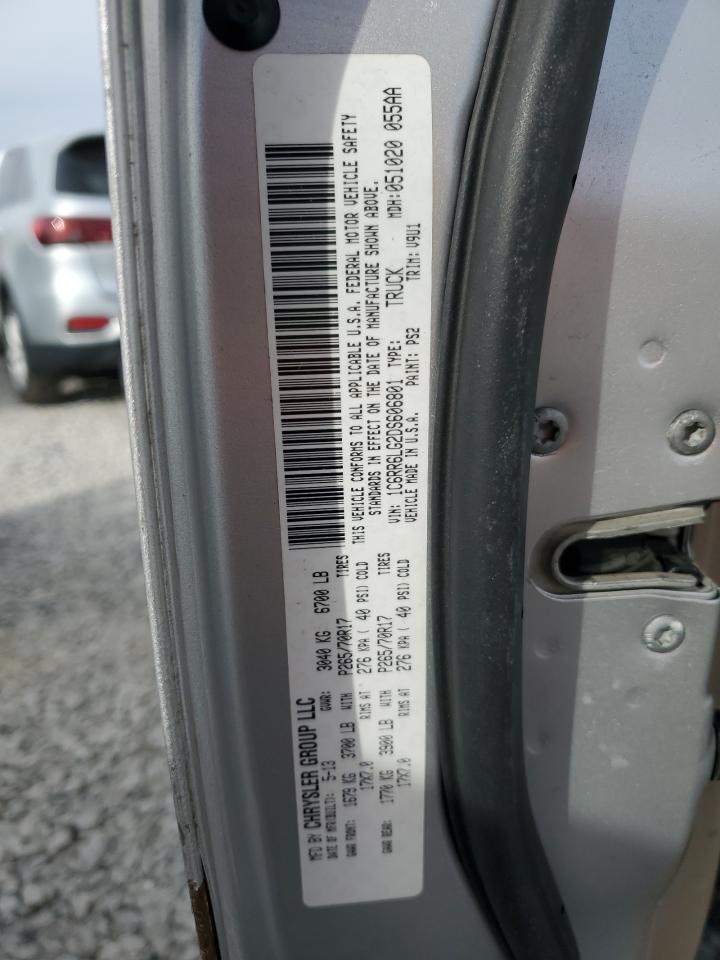 MFD BY CHRYSLER GROUP LLC
DATE OF MFR(BUILT): 5-13 GVWR: 3040 KG 6700 LB
GAWR FRONT: 1679 KG 3700 LB WITH P265/70R17 TIRES
17X7.0 RIMS AT 276 KPA ( 40 PSI) COLD
GAWR REAR: 1770 KG 3900 LB WITH P265/70R17 TIRES
17X7.0 RIMS AT 276 KPA ( 40 PSI) COLD
THIS VEHICLE CONFORMS TO ALL APPLICABLE U.S.A. FEDERAL MOTOR VEHICLE SAFETY
STANDARDS IN EFFECT ON THE DATE OF MANUFACTURE SHOWN ABOVE.
VIN: 1C6RR6LG2DS606801 TYPE: TRUCK MDH:051020 055AA
VEHICLE MADE IN U.S.A. PAINT: PS2 TRIM: V9U1